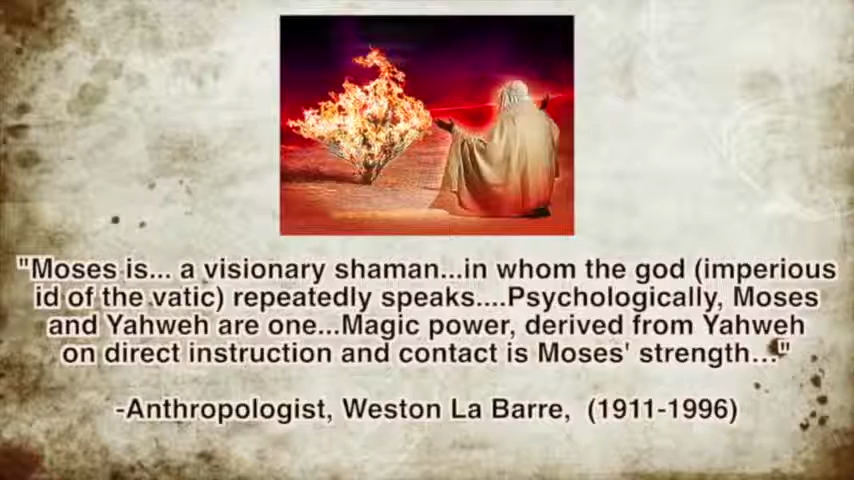 "Moses is... a visionary shaman...in whom the god (imperious
id of the vatic) repeatedly speaks....Psychologically, Moses
and Yahweh are one...Magic power, derived from Yahweh
on direct instruction and contact is Moses' strength..."
-Anthropologist, Weston La Barre, (1911-1996)